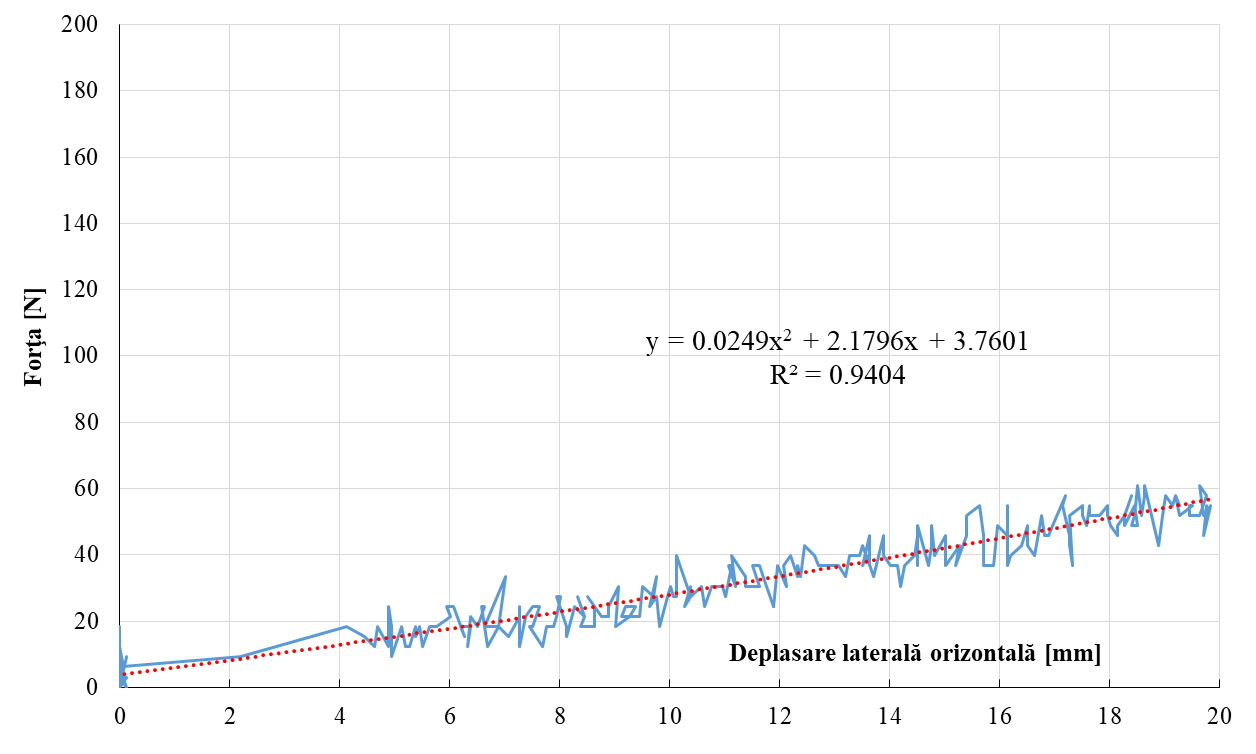 200
180
160
140
120
100
80
60
40
20
0
Forţa [N]
y = 0.0249x² + 2.1796x + 3.7601
R² = 0.9404
Deplasare laterală orizontală [mm]
0 2 4 6 8 10 12 14 16 18 20